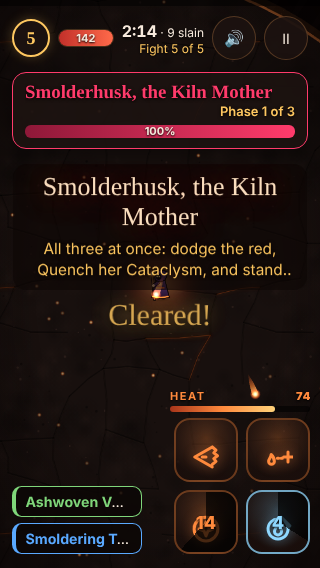 5
142
2:14 · 9 slain
Fight 5 of 5
Smolderhusk, the Kiln Mother
Phase 1 of 3
100%
Smolderhusk, the Kiln
Mother
All three at once: dodge the red,
Quench her Cataclysm, and stand..
Cleared!
HEAT 74
14
4
Ashwoven V...
Smoldering T...